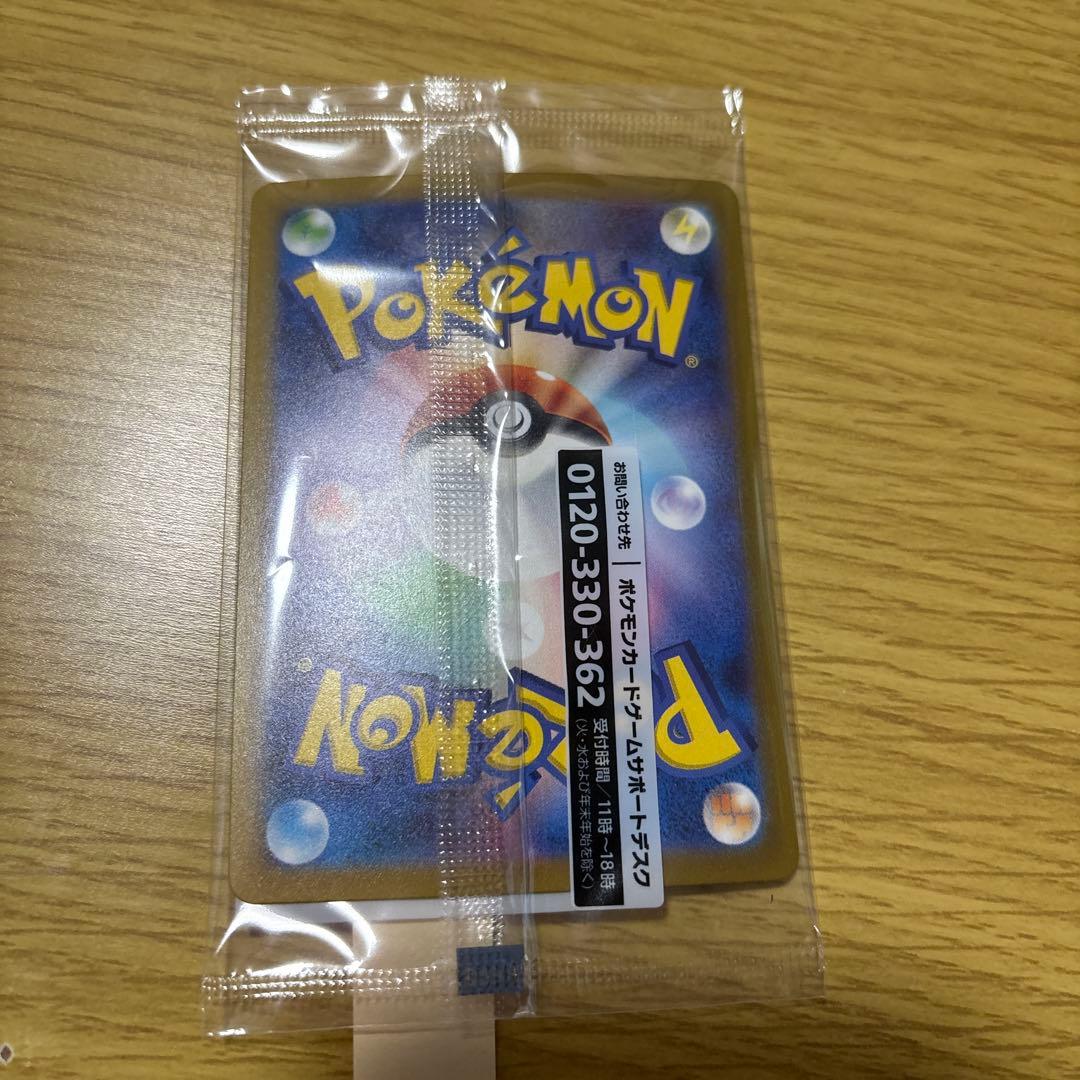 POKéMON
®
お問い合わせ先 | ポケモンカードゲームサポートデスク
0120-330-362 受付時間/11時~18時
(火・水および年末年始を除く)
POKéMON
®